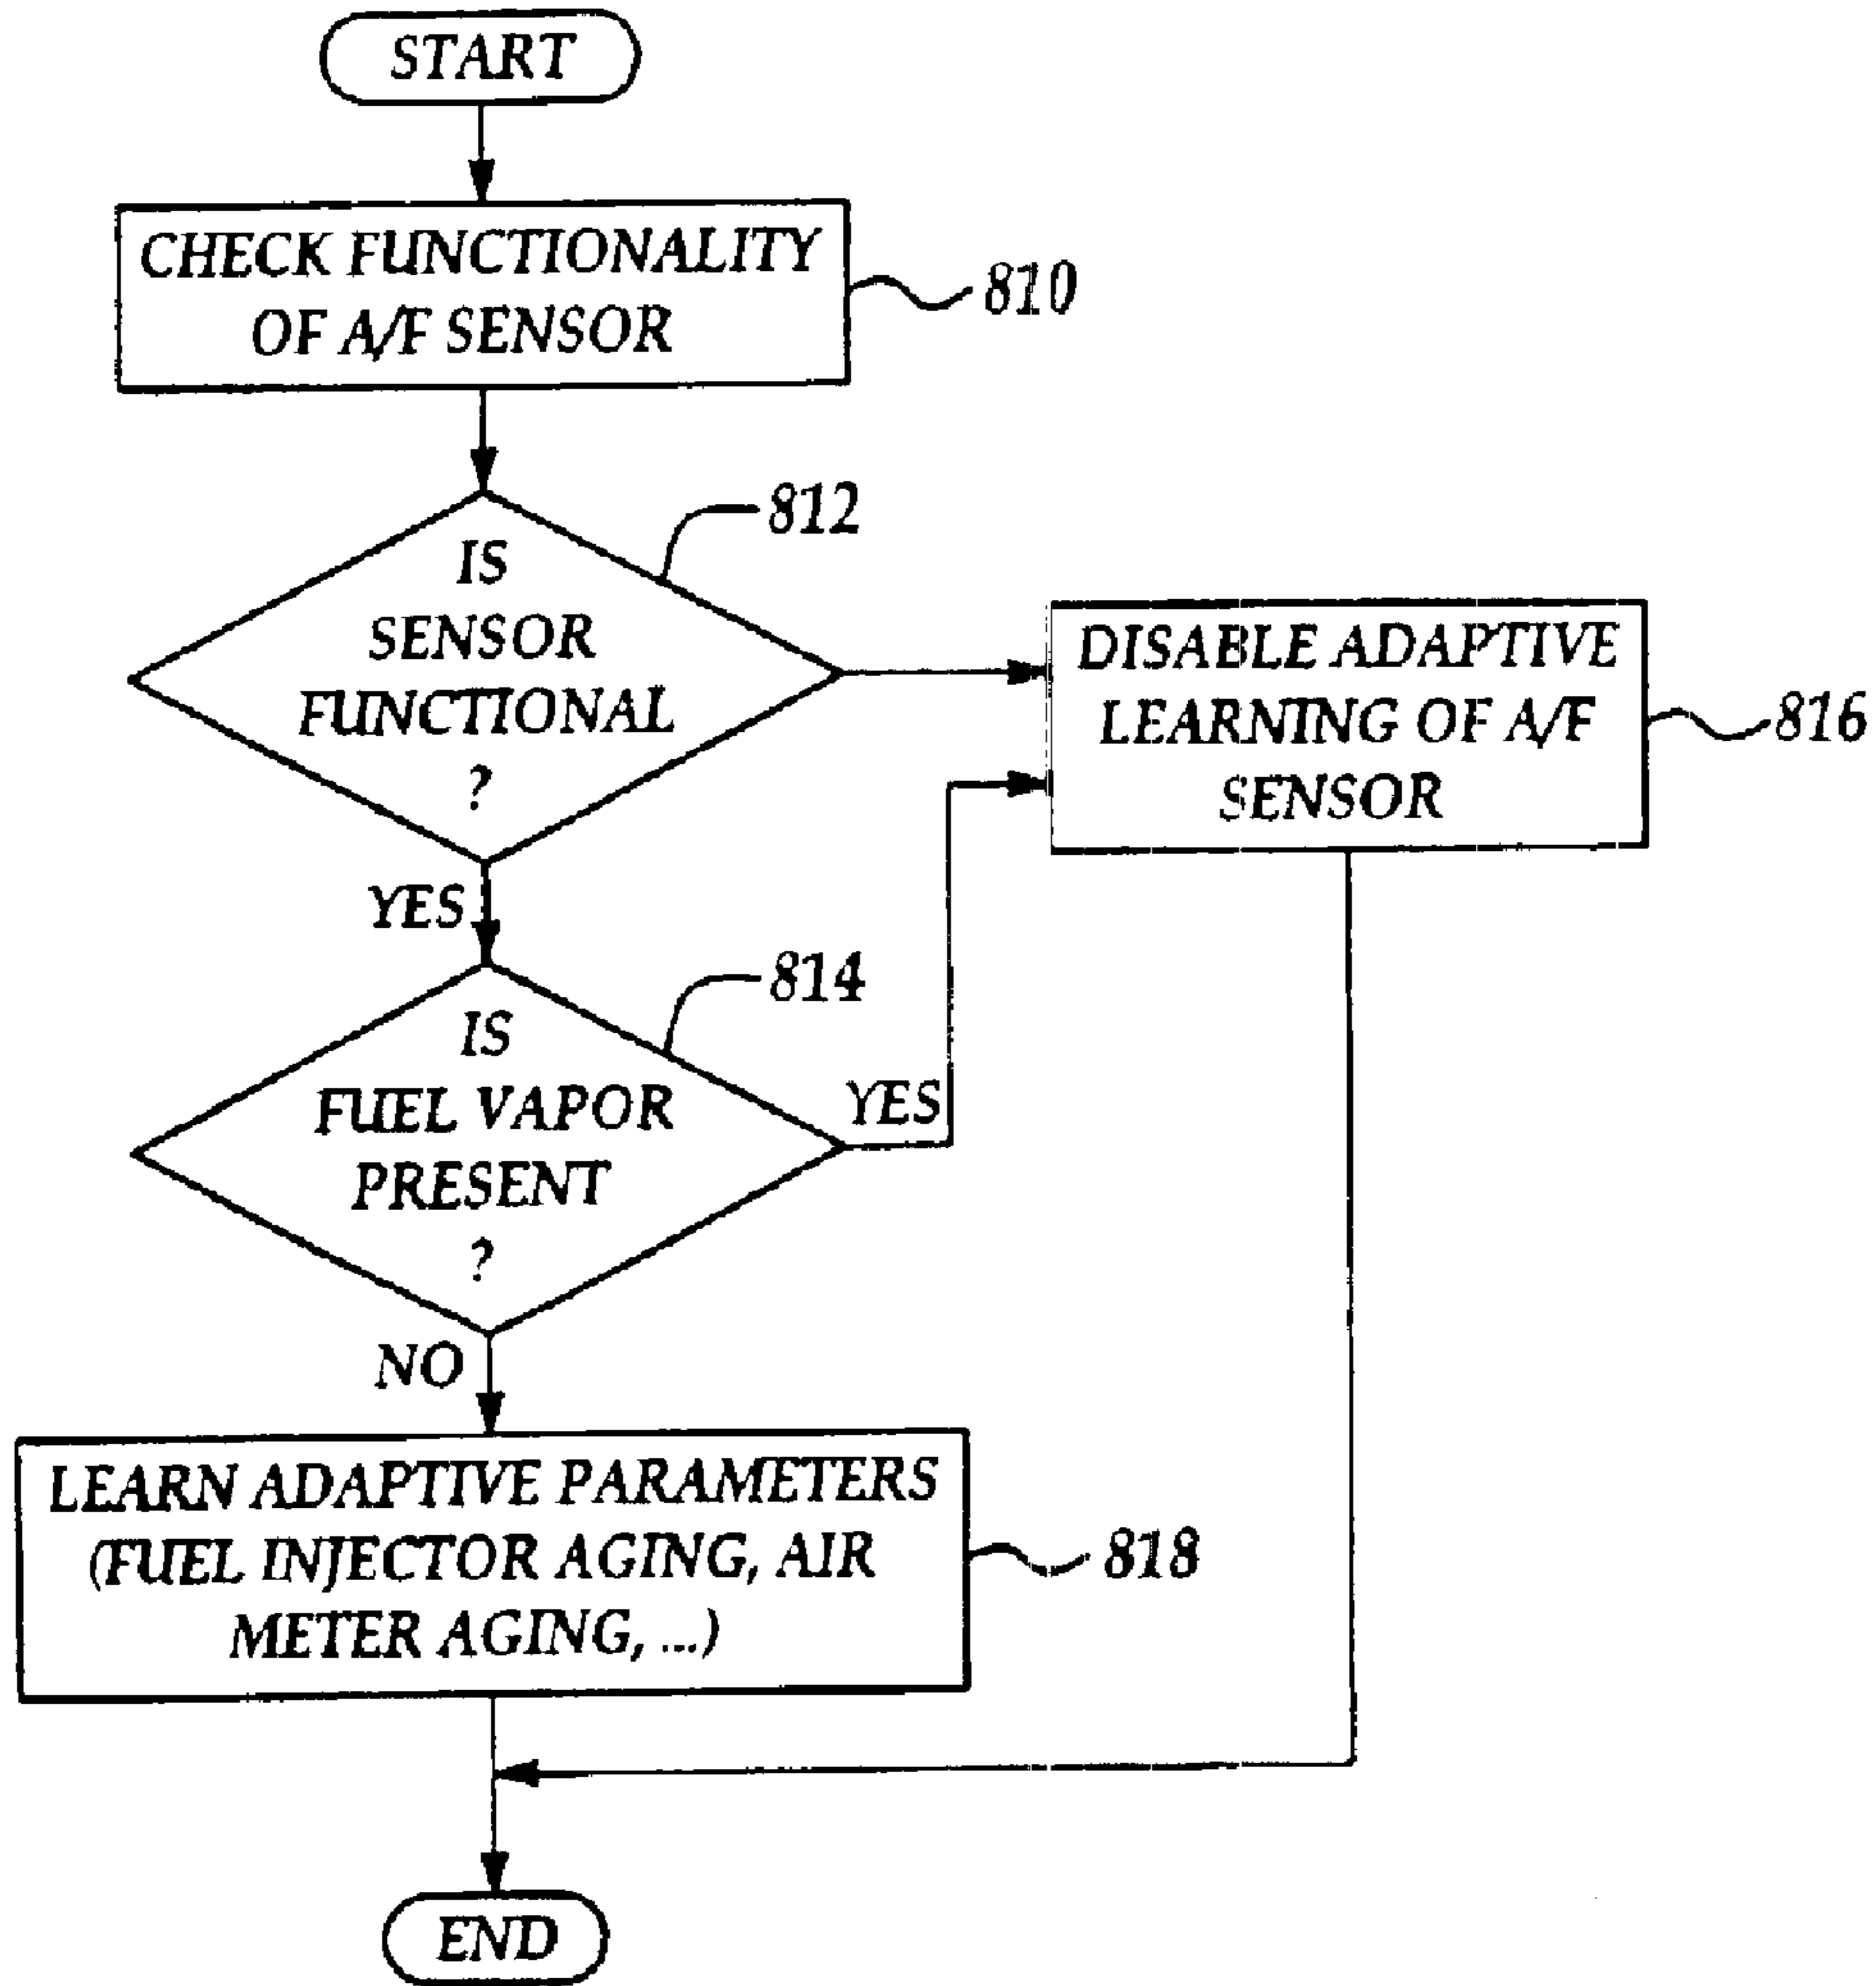 START
CHECK FUNCTIONALITY
OF A/F SENSOR
810
812
IS
SENSOR
FUNCTIONAL
?
DISABLE ADAPTIVE
LEARNING OF A/F
SENSOR
816
YES
814
IS
FUEL VAPOR
PRESENT
?
YES
NO
LEARN ADAPTIVE PARAMETERS
(FUEL INJECTOR AGING, AIR
METER AGING, ...)
818
END